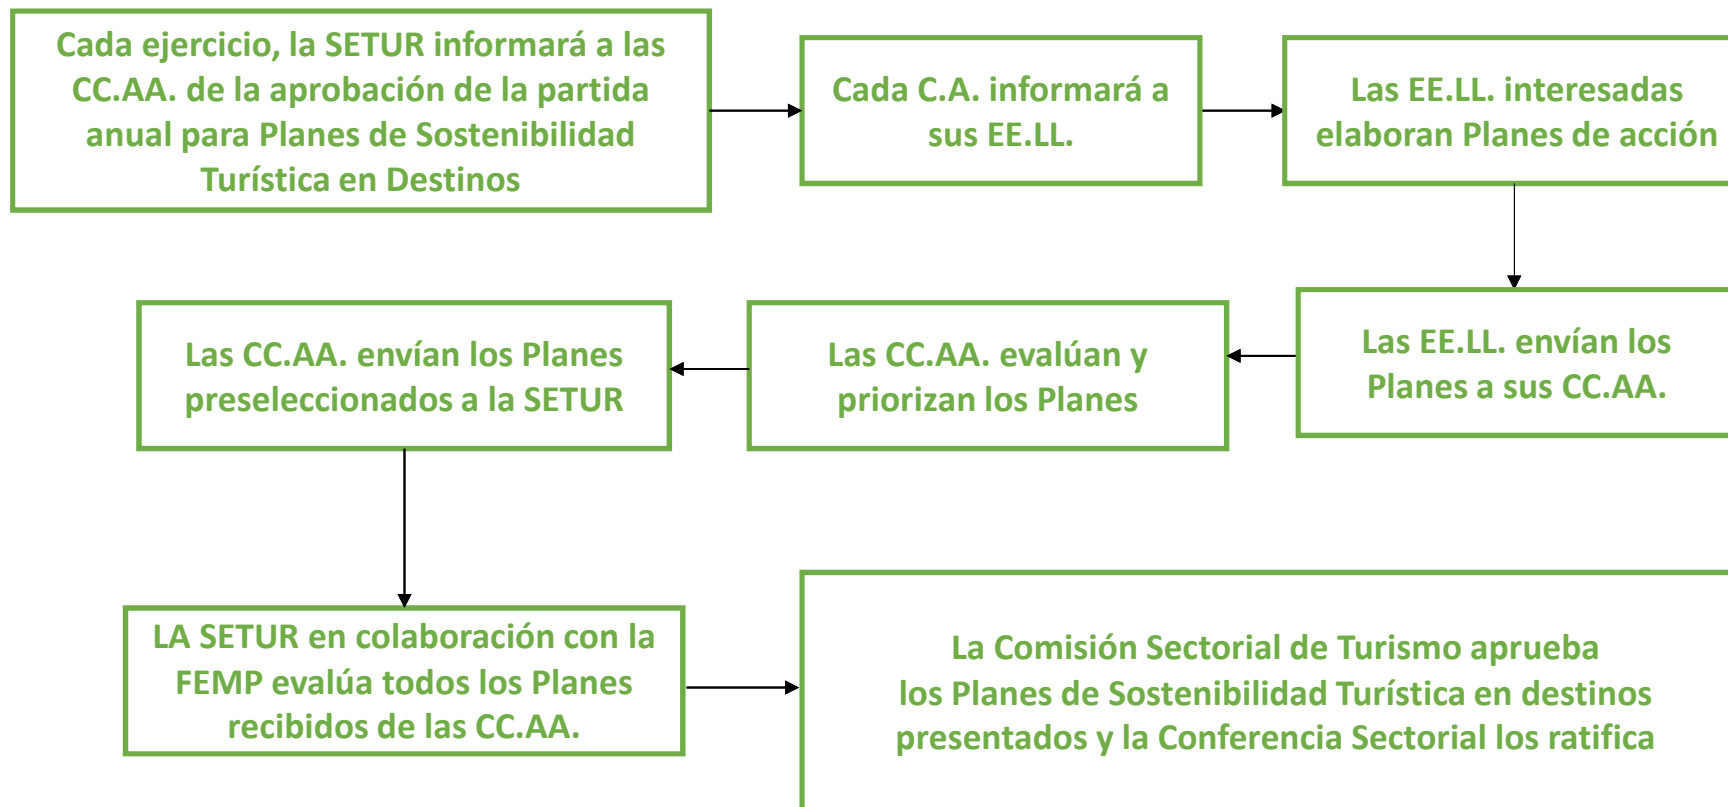 Cada ejercicio, la SETUR informará a las
CC.AA. de la aprobación de la partida
anual para Planes de Sostenibilidad
Turística en Destinos
Cada C.A. informará a
sus EE.LL.
Las EE.LL. interesadas
elaboran Planes de acción
Las EE.LL. envían los
Planes a sus CC.AA.
Las CC.AA. evalúan y
priorizan los Planes
Las CC.AA. envían los Planes
preseleccionados a la SETUR
LA SETUR en colaboración con la
FEMP evalúa todos los Planes
recibidos de las CC.AA.
La Comisión Sectorial de Turismo aprueba
los Planes de Sostenibilidad Turística en destinos
presentados y la Conferencia Sectorial los ratifica